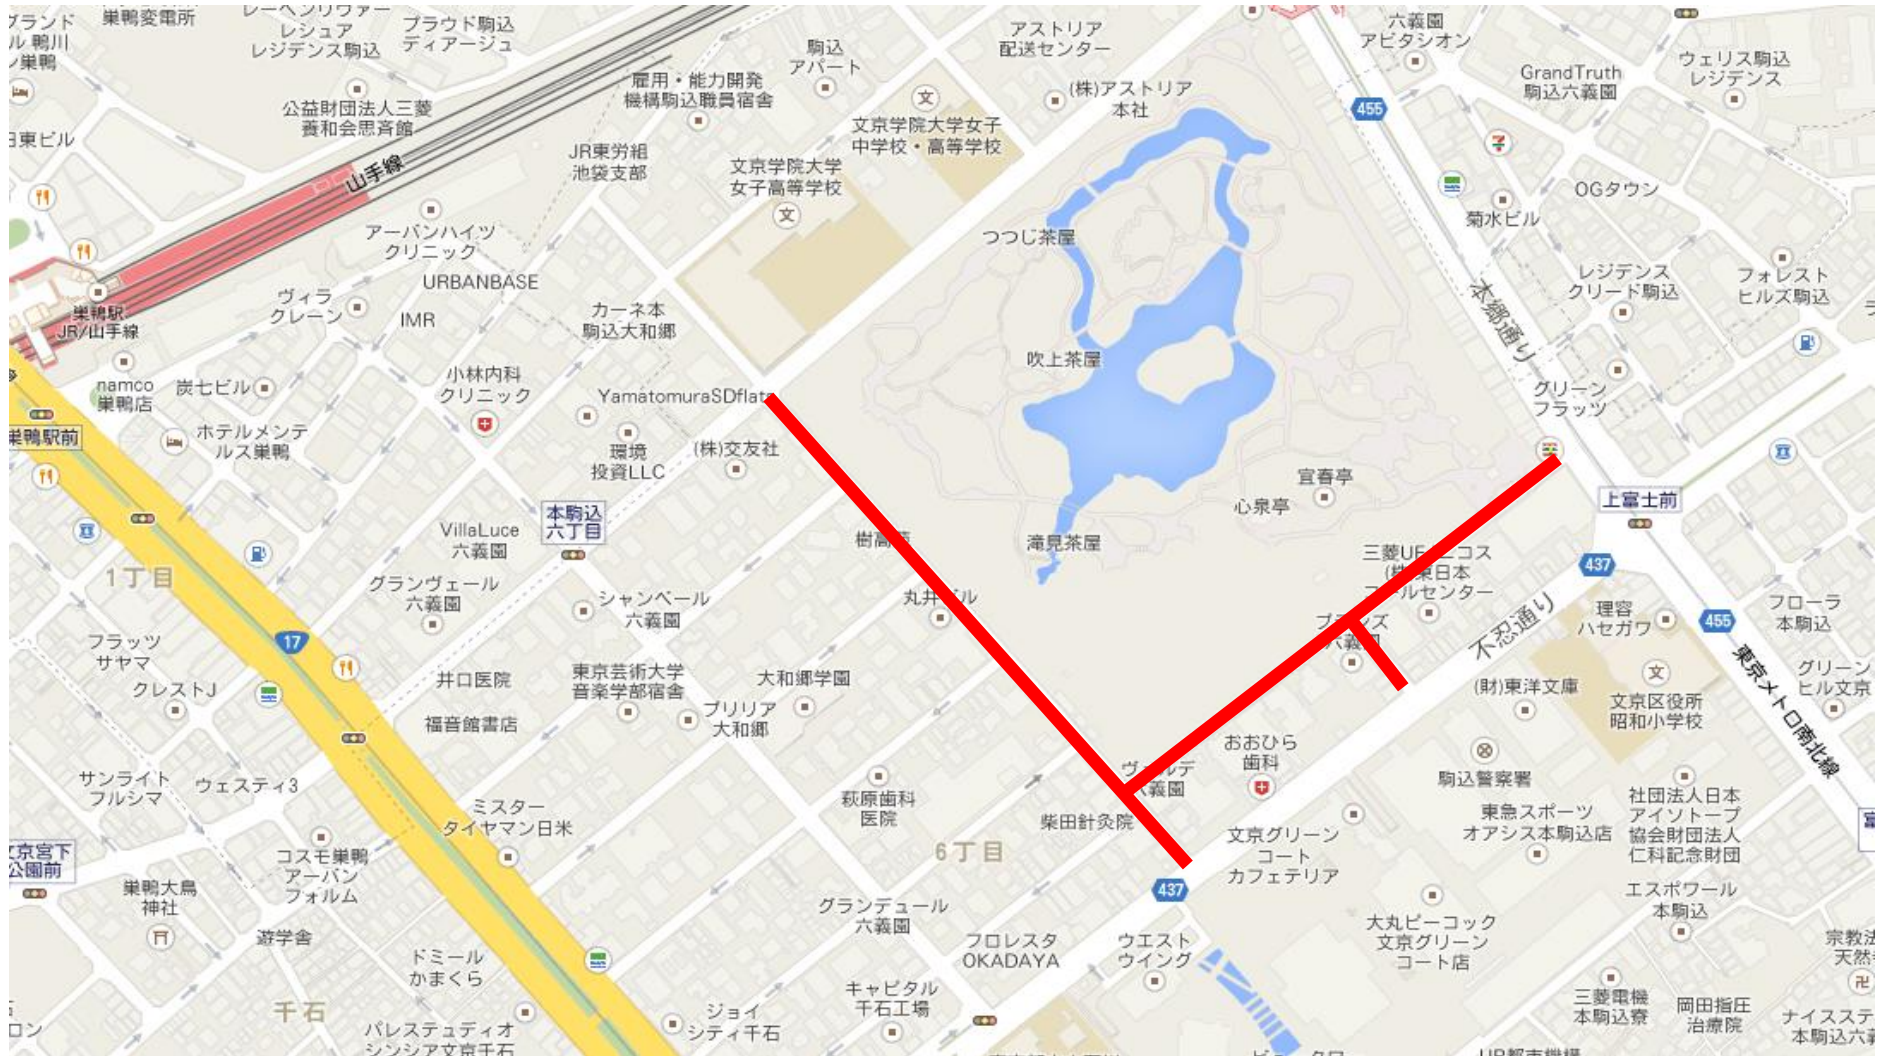 巣鴨変電所
グランド
ル 鴨川
ン巣鴨
レーベンリヴァー
レシェア
レジデンス駒込
プラウド駒込
ディアージュ
公益財団法人三菱
養和会思斉館
日東ビル
山手線
雇用・能力開発
機構駒込職員宿舎
駒込
アパート
アストリア
配送センター
(株)アストリア
本社
JR東労組
池袋支部
文京学院大学女子
中学校・高等学校
文京学院大学
女子高等学校
文
文
六義園
アビタシオン
GrandTruth
駒込六義園
ウェリス駒込
レジデンス
455
OGタウン
菊水ビル
レジデンス
クリード駒込
フォレスト
ヒルズ駒込
本郷通り
グリーン
フラッツ
アーバンハイツ
クリニック
URBANBASE
ヴィラ
クレーン
IMR
カーネ本
駒込大和郷
巣鴨駅
JR/山手線
namco
巣鴨店
炭七ビル
小林内科
クリニック
YamatomuraSDflats
巣鴨駅前
ホテルメンテ
ルス巣鴨
環境
投資LLC
(株)交友社
つつじ茶屋
吹上茶屋
宜春亭
心泉亭
滝見茶屋
上富士前
本駒込
六丁目
VillaLuce
六義園
1丁目
グランヴェール
六義園
シャンベール
六義園
丸井ビル
437
理容
ハセガワ
455
フローラ
本駒込
不忍通り
(財)東洋文庫
文
文京区役所
昭和小学校
グリーン
ヒル文京
東京メトロ南北線
17
フラッツ
サヤマ
クレストJ
井口医院
福音館書店
東京芸術大学
音楽学部宿舎
大和郷学園
ブリリア
大和郷
サンライト
フルシマ
ウェスティ3
ミスター
タイヤマン日米
萩原歯科
医院
柴田針灸院
おおひら
歯科
駒込警察署
東急スポーツ
オアシス本駒込店
社団法人日本
アイソトープ
協会財団法人
仁科記念財団
文京グリーン
コート
カフェテリア
6丁目
437
文京宮下
公園前
コスモ巣鴨
アーバン
フォルム
巣鴨大鳥
神社
遊学舎
グランデュール
六義園
フロレスタ
OKADAYA
ウエスト
ウイング
大丸ピーコック
文京グリーン
コート店
エスポワール
本駒込
ドミール
かまくら
千石
キャピタル
千石工場
ジョイ
シティ千石
パレステュディオ
シンシア文京千石
三菱電機
本駒込寮
岡田指圧
治療院
ナイスステ
本駒込六義